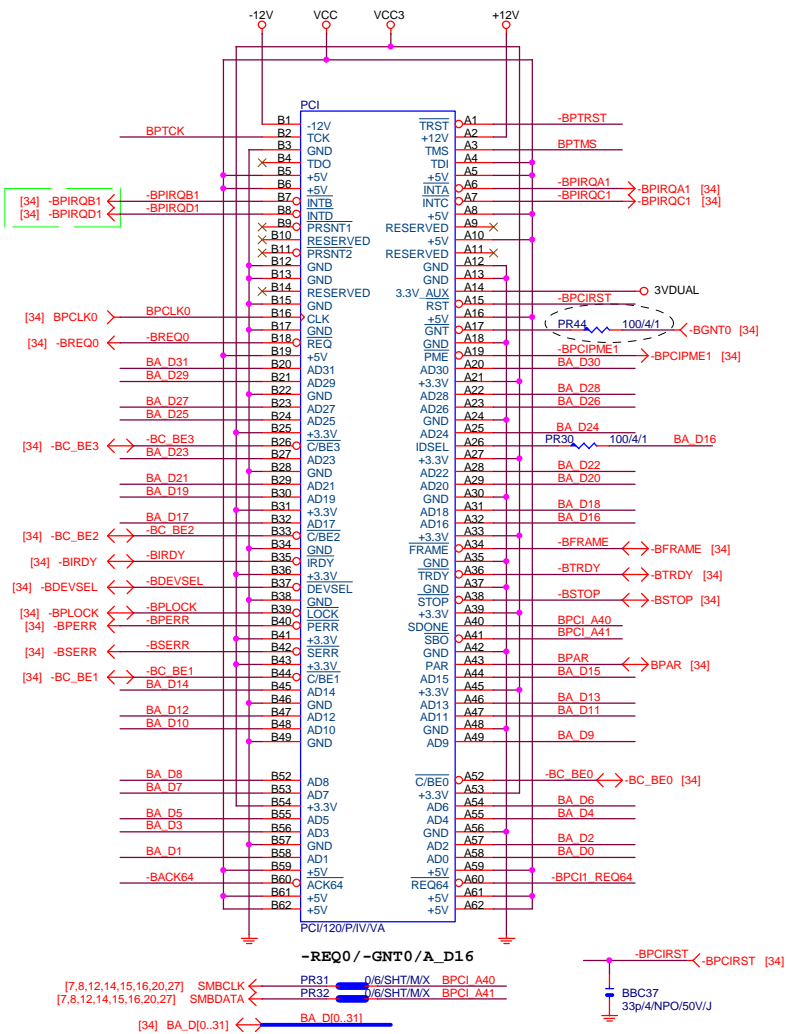 -12V VCC VCC3 +12V
PCI
B1 -12V TRST A1 -BPTRST
BPTCK B2 TCK +12V A2
B3 GND TMS A3 BPTMS
B4 TDO TDI A4
B5 +5V +5V A5
B6 +5V INTA A6 -BPIRQA1 -BPIRQA1 [34]
[34] -BPIRQB1 -BPIRQB1 B7 INTB INTC A7 -BPIRQC1 -BPIRQC1 [34]
[34] -BPIRQD1 -BPIRQD1 B8 INTD +5V A8
B9 PRSNT1 RESERVED A9
B10 RESERVED +5V A10
B11 PRSNT2 RESERVED A11
B12 GND GND A12
B13 GND GND A13
B14 RESERVED 3.3V_AUX A14 3VDUAL
B15 GND RST A15 -BPCIRST
[34] BPCLK0 BPCLK0 B16 CLK +5V A16
B17 GND GNT A17 PR44 100/4/1 -BGNT0 [34]
[34] -BREQ0 -BREQ0 B18 REQ GND A18
B19 +5V PME A19 -BPCIPME1 -BPCIPME1 [34]
BA_D31 B20 AD31 AD30 A20 BA_D30
BA_D29 B21 AD29 +3.3V A21
B22 GND AD28 A22 BA_D28
BA_D27 B23 AD27 AD26 A23 BA_D26
BA_D25 B24 AD25 GND A24
B25 +3.3V AD24 A25 BA_D24
[34] -BC_BE3 -BC_BE3 B26 C/BE3 IDSEL A26 PR30 100/4/1 BA_D16
BA_D23 B27 AD23 +3.3V A27
B28 GND AD22 A28 BA_D22
BA_D21 B29 AD21 AD20 A29 BA_D20
BA_D19 B30 AD19 GND A30
B31 +3.3V AD18 A31 BA_D18
BA_D17 B32 AD17 AD16 A32 BA_D16
[34] -BC_BE2 -BC_BE2 B33 C/BE2 +3.3V A33
B34 GND FRAME A34 -BFRAME -BFRAME [34]
[34] -BIRDY -BIRDY B35 IRDY GND A35
B36 +3.3V TRDY A36 -BTRDY -BTRDY [34]
[34] -BDEVSEL -BDEVSEL B37 DEVSEL GND A37
B38 GND STOP A38 -BSTOP -BSTOP [34]
[34] -BPLOCK -BPLOCK B39 LOCK +3.3V A39
[34] -BPERR -BPERR B40 PERR SDONE A40 BPCI_A40
B41 +3.3V SBO A41 BPCI_A41
[34] -BSERR -BSERR B42 SERR GND A42
B43 +3.3V PAR A43 BPAR BPAR [34]
[34] -BC_BE1 -BC_BE1 B44 C/BE1 AD15 A44 BA_D15
BA_D14 B45 AD14 +3.3V A45
B46 GND AD13 A46 BA_D13
BA_D12 B47 AD12 AD11 A47 BA_D11
BA_D10 B48 AD10 GND A48
B49 GND AD9 A49 BA_D9
BA_D8 B52 AD8 C/BE0 A52 -BC_BE0 -BC_BE0 [34]
BA_D7 B53 AD7 +3.3V A53
B54 +3.3V AD6 A54 BA_D6
BA_D5 B55 AD5 AD4 A55 BA_D4
BA_D3 B56 AD3 GND A56
B57 GND AD2 A57 BA_D2
BA_D1 B58 AD1 AD0 A58 BA_D0
B59 +5V +5V A59
-BACK64 B60 ACK64 REQ64 A60 -BPCI1_REQ64
B61 +5V +5V A61
B62 +5V +5V A62
PCI/120/P/IV/VA
-REQ0/-GNT0/A_D16
[7,8,12,14,15,16,20,27] SMBCLK PR31 0/6/SHT/M/X BPCI_A40
[7,8,12,14,15,16,20,27] SMBDATA PR32 0/6/SHT/M/X BPCI_A41
[34] BA_D[0..31] BA_D[0..31]
-BPCIRST -BPCIRST [34]
BBC37
33p/4/NPO/50V/J